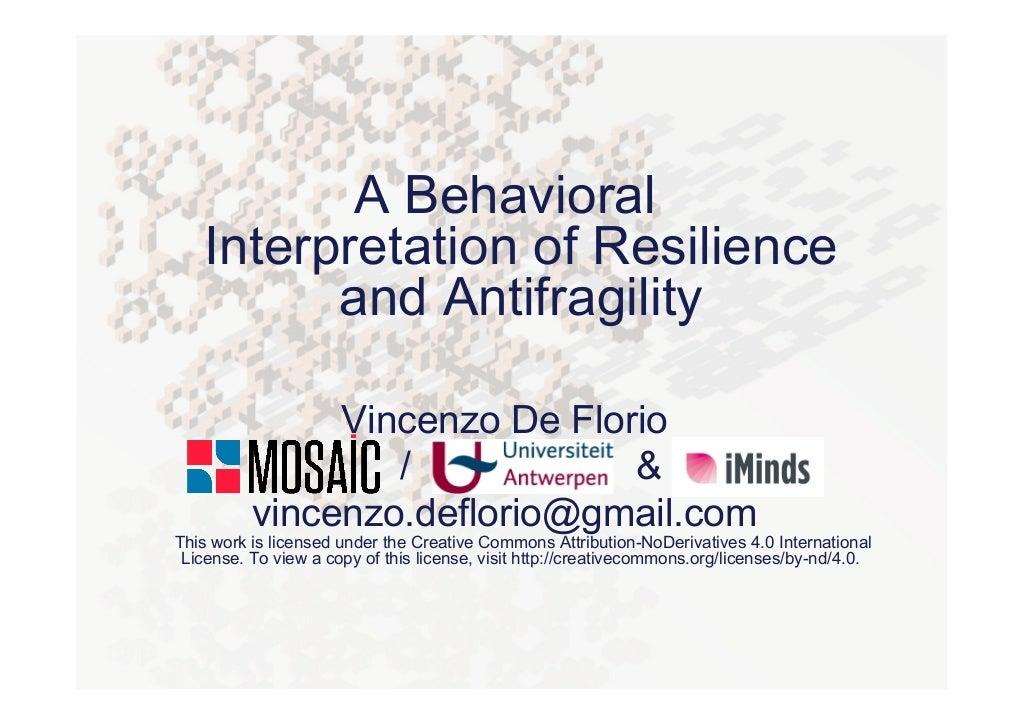 A Behavioral
Interpretation of Resilience
and Antifragility
Vincenzo De Florio
MOSAIC / Universiteit Antwerpen & iMinds
vincenzo.deflorio@gmail.com
This work is licensed under the Creative Commons Attribution-NoDerivatives 4.0 International
License. To view a copy of this license, visit http://creativecommons.org/licenses/by-nd/4.0.